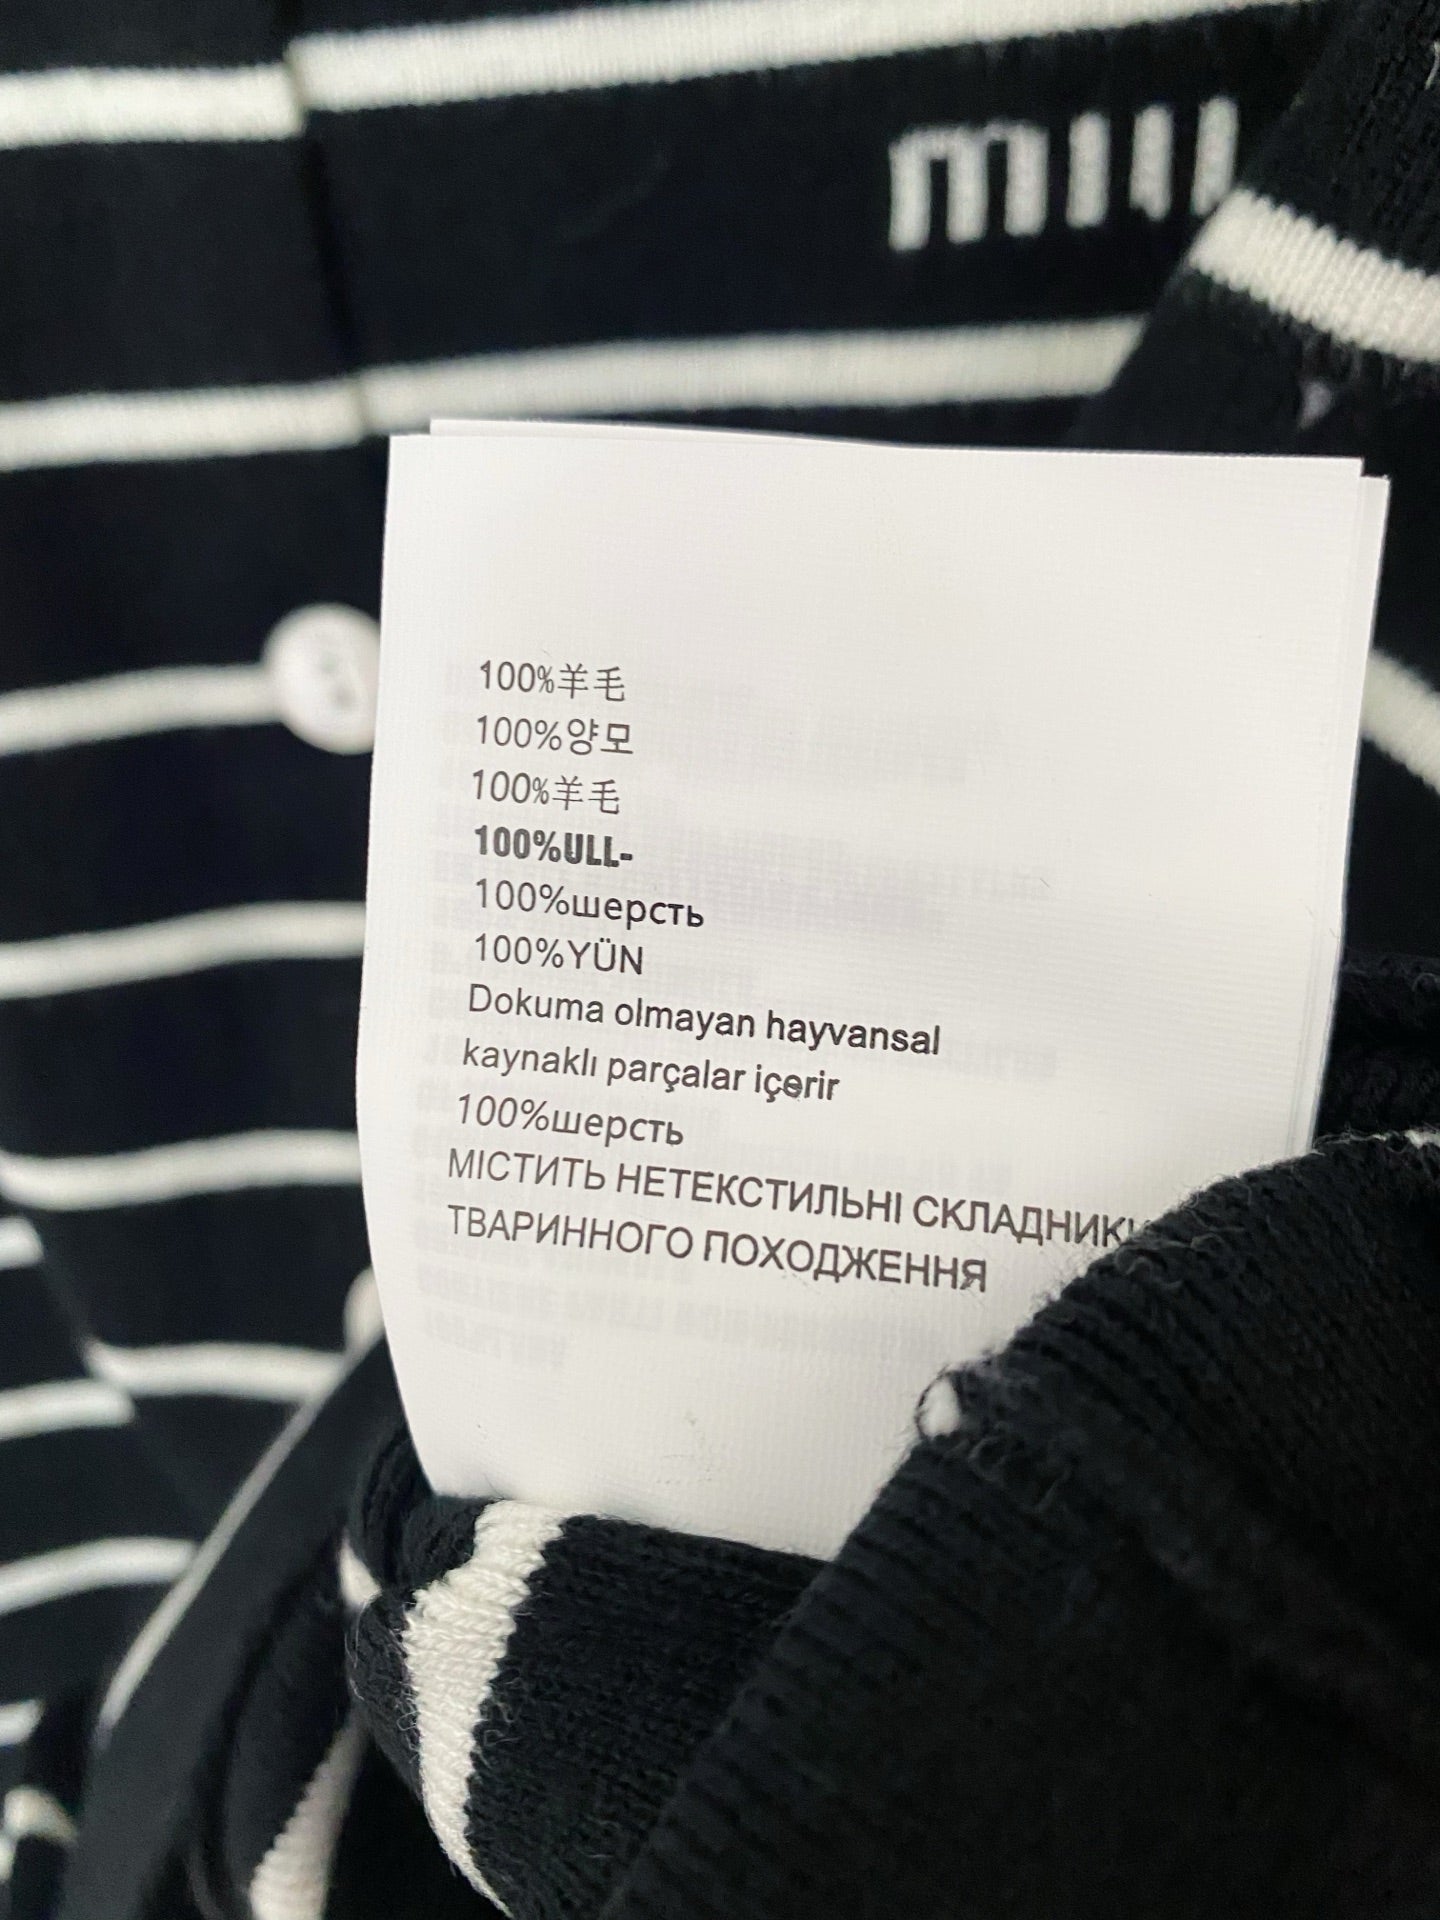 100%羊毛
100%양모
100%羊毛
100%ULL-
100%шерсть
100%YÜN
Dokuma olmayan hayvansal
kaynaklı parçalar içerir
100%шерсть
МІСТИТЬ НЕТЕКСТИЛЬНІ СКЛАДНИКИ
ТВАРИННОГО ПОХОДЖЕННЯ